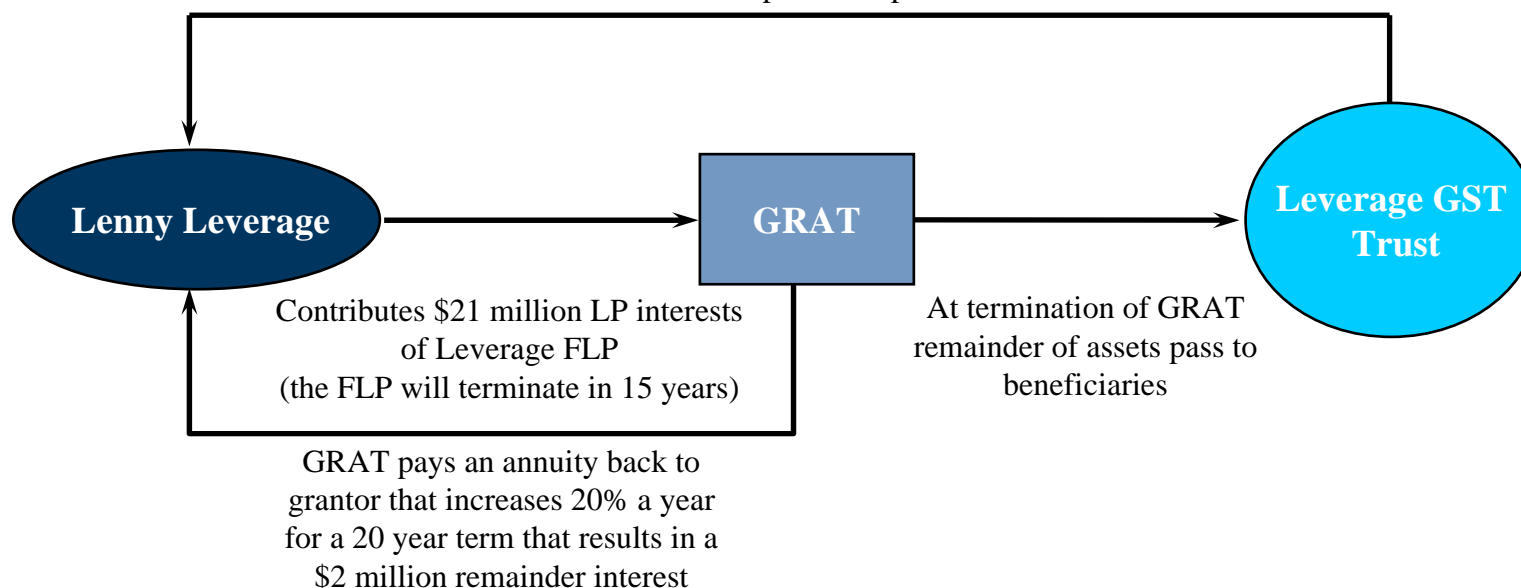 Lenny Leverage
GRAT
Leverage GST
Trust
Contributes $21 million LP interests
of Leverage FLP
(the FLP will terminate in 15 years)
At termination of GRAT
remainder of assets pass to
beneficiaries
GRAT pays an annuity back to
grantor that increases 20% a year
for a 20 year term that results in a
$2 million remainder interest